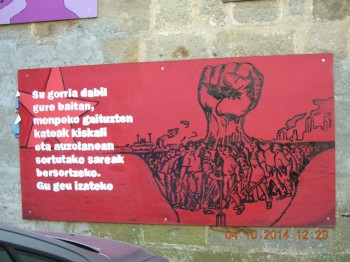 Su gorria dabil
gure baitan,
menpeko gaituzten
kateak kiskali
eta auzolanean
sortutako sareak
bersortzeko.
Gu geu izateko
04 10 2014 12:29